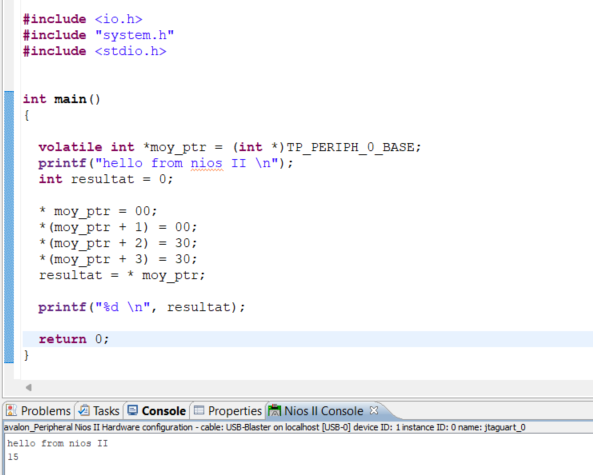 #include <io.h>
#include "system.h"
#include <stdio.h>
int main()
{
volatile int *moy_ptr = (int *)TP_PERIPH_0_BASE;
printf("hello from nios II \n");
int resultat = 0;
* moy_ptr = 00;
*(moy_ptr + 1) = 00;
*(moy_ptr + 2) = 30;
*(moy_ptr + 3) = 30;
resultat = * moy_ptr;
printf("%d \n", resultat);
return 0;
}
Problems Tasks Console Properties Nios II Console
avalon_Peripheral Nios II Hardware configuration - cable: USB-Blaster on localhost [USB-0] device ID: 1 instance ID: 0 name: jtaguart_0
hello from nios II
15